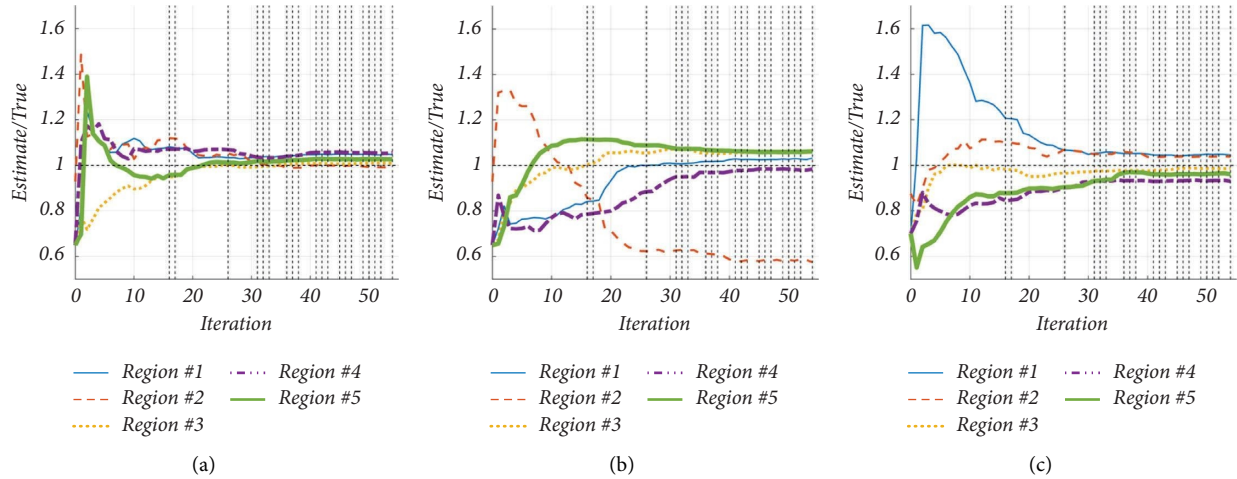 1.6
1.4
1.2
1
0.8
0.6
Estimate/True
0 10 20 30 40 50
Iteration
Region #1
Region #2
Region #3
Region #4
Region #5
(a)
1.6
1.4
1.2
1
0.8
0.6
Estimate/True
0 10 20 30 40 50
Iteration
Region #1
Region #2
Region #3
Region #4
Region #5
(b)
1.6
1.4
1.2
1
0.8
0.6
Estimate/True
0 10 20 30 40 50
Iteration
Region #1
Region #2
Region #3
Region #4
Region #5
(c)